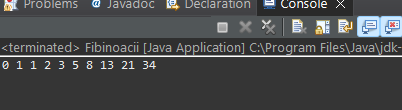 Problems Javadoc Declaration Console
<terminated> Fibinoacii [Java Application] C:\Program Files\Java\jdk-
0 1 1 2 3 5 8 13 21 34